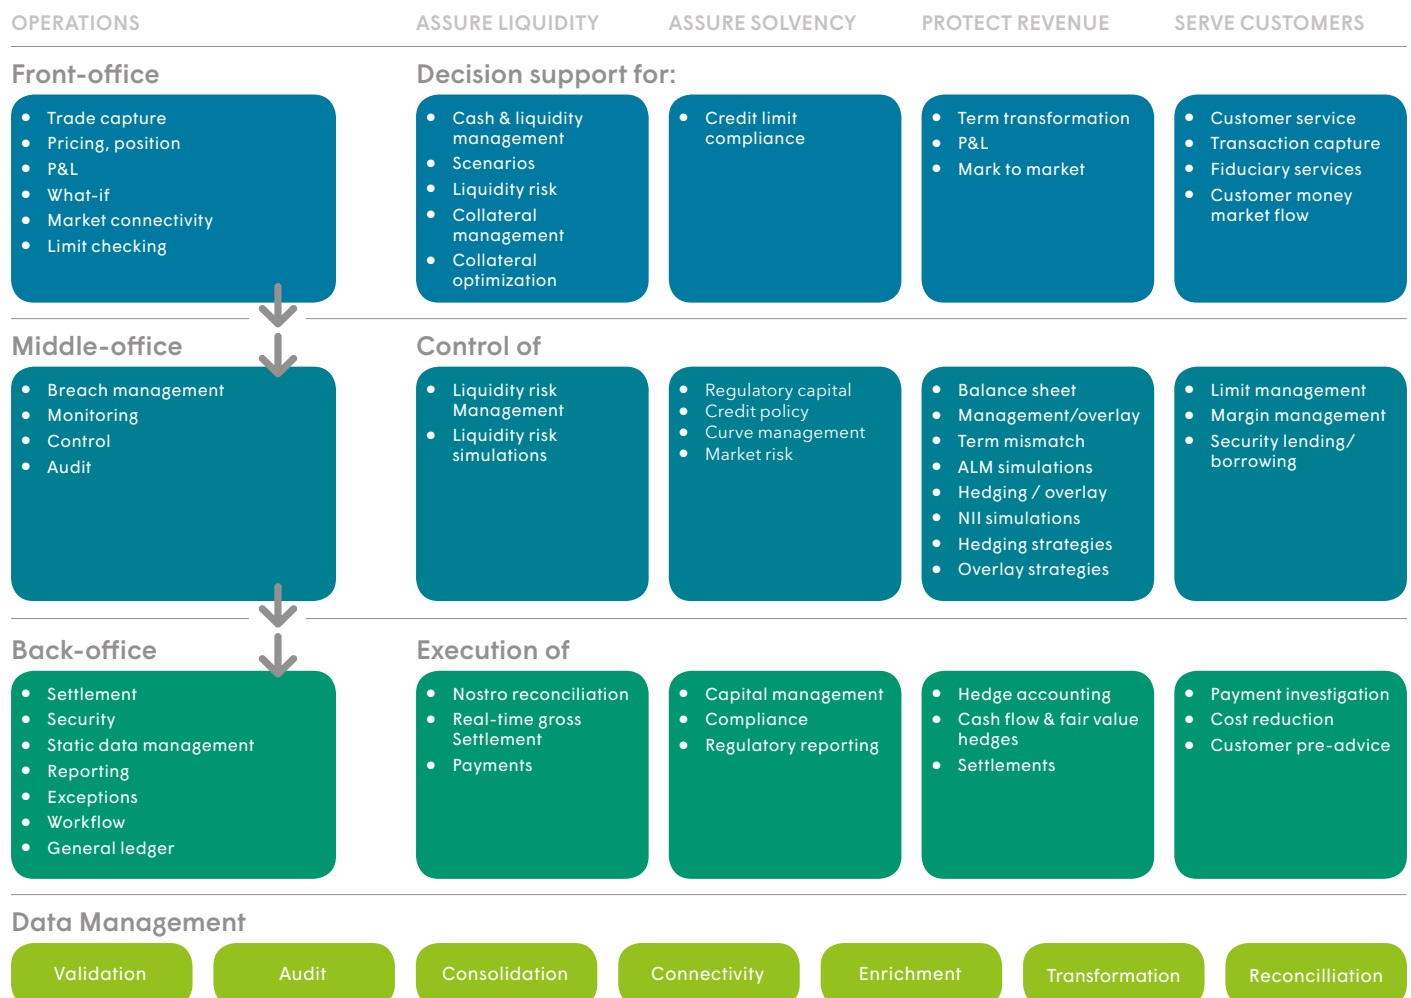 OPERATIONS
ASSURE LIQUIDITY
ASSURE SOLVENCY
PROTECT REVENUE
SERVE CUSTOMERS
Front-office
Decision support for:
Trade capture
Pricing, position
P&L
What-if
Market connectivity
Limit checking
Cash & liquidity
management
Scenarios
Liquidity risk
Collateral
management
Collateral
optimization
Credit limit
compliance
Term transformation
P&L
Mark to market
Customer service
Transaction capture
Fiduciary services
Customer money
market flow
Middle-office
Control of
Breach management
Monitoring
Control
Audit
Liquidity risk
Management
Liquidity risk
simulations
Regulatory capital
Credit policy
Curve management
Market risk
Balance sheet
Management/overlay
Term mismatch
ALM simulations
Hedging / overlay
NII simulations
Hedging strategies
Overlay strategies
Limit management
Margin management
Security lending/
borrowing
Back-office
Execution of
Settlement
Security
Static data management
Reporting
Exceptions
Workflow
General ledger
Nostro reconciliation
Real-time gross
Settlement
Payments
Capital management
Compliance
Regulatory reporting
Hedge accounting
Cash flow & fair value
hedges
Settlements
Payment investigation
Cost reduction
Customer pre-advice
Data Management
Validation
Audit
Consolidation
Connectivity
Enrichment
Transformation
Reconcilliation